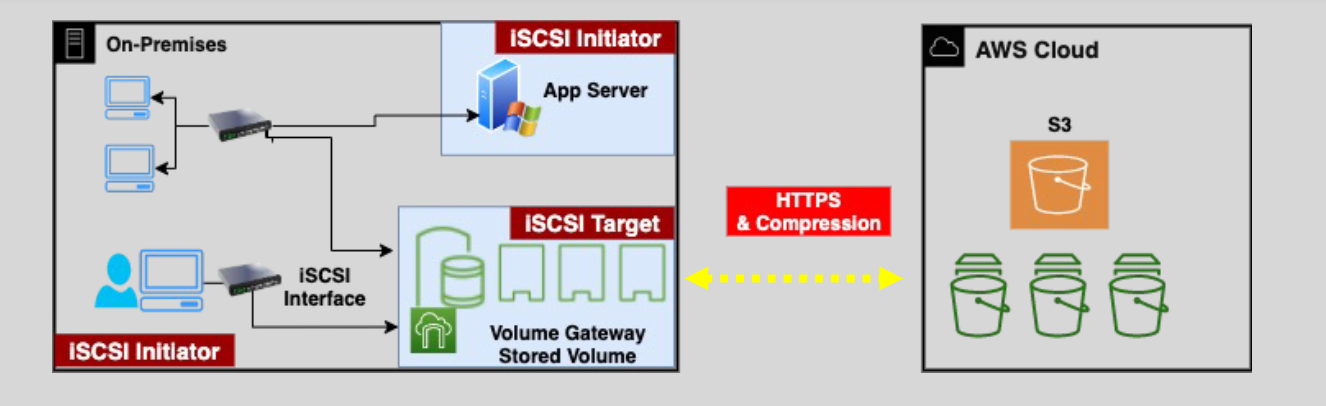 On-Premises
iSCSI Initiator
App Server
iSCSI Target
iSCSI
Interface
Volume Gateway
Stored Volume
iSCSI Initiator
HTTPS
& Compression
AWS Cloud
S3